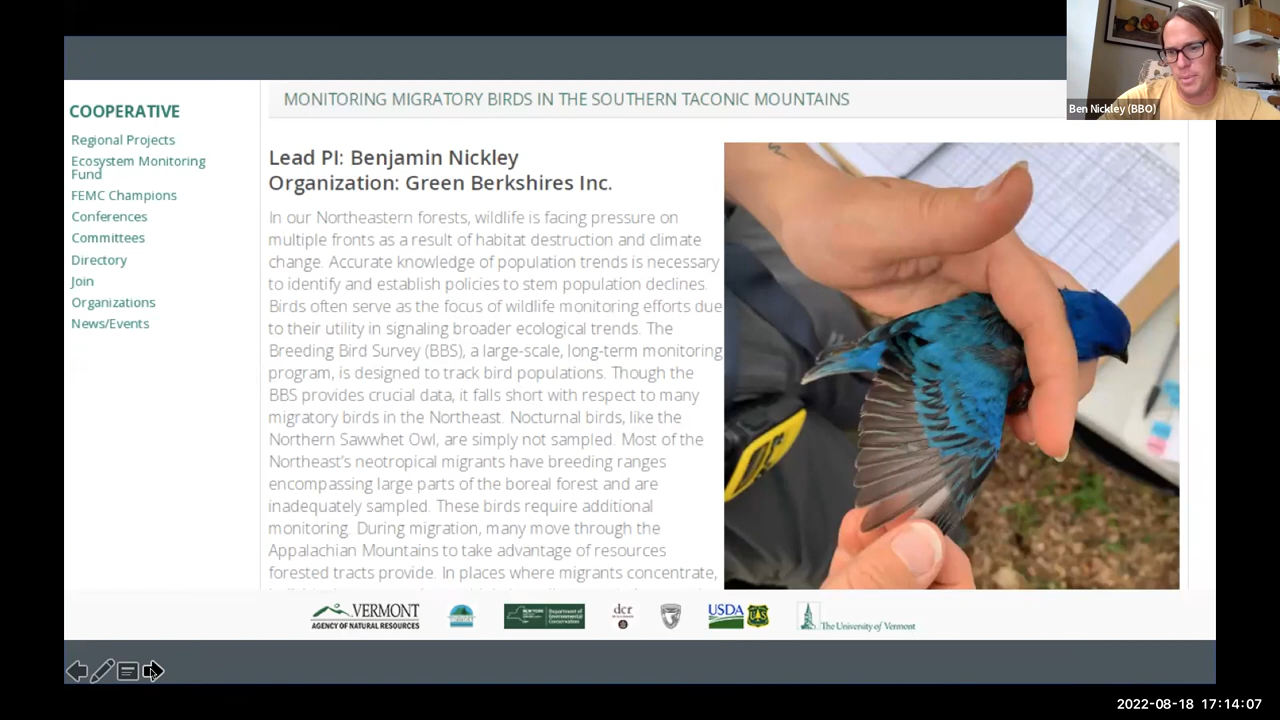 Ben Nickley (BBO)
MONITORING MIGRATORY BIRDS IN THE SOUTHERN TACONIC MOUNTAINS
COOPERATIVE
Regional Projects
Ecosystem Monitoring
Fund
FEMC Champions
Conferences
Committees
Directory
Join
Organizations
News/Events
Lead PI: Benjamin Nickley
Organization: Green Berkshires Inc.
In our Northeastern forests, wildlife is facing pressure on
multiple fronts as a result of habitat destruction and climate
change. Accurate knowledge of population trends is necessary
to identify and establish policies to stem population declines.
Birds often serve as the focus of wildlife monitoring efforts due
to their utility in signaling broader ecological trends. The
Breeding Bird Survey (BBS), a large-scale, long-term monitoring
program, is designed to track bird populations. Though the
BBS provides crucial data, it falls short with respect to many
migratory birds in the Northeast. Nocturnal birds, like the
Northern Sawwhet Owl, are simply not sampled. Most of the
Northeast's neotropical migrants have breeding ranges
encompassing large parts of the boreal forest and are
inadequately sampled. These birds require additional
monitoring. During migration, many move through the
Appalachian Mountains to take advantage of resources
forested tracts provide. In places where migrants concentrate,
VERMONT
AGENCY OF NATURAL RESOURCES
Department of
Environmental
Conservation
dcr
USDA
The University of Vermont
2022-08-18 17:14:07